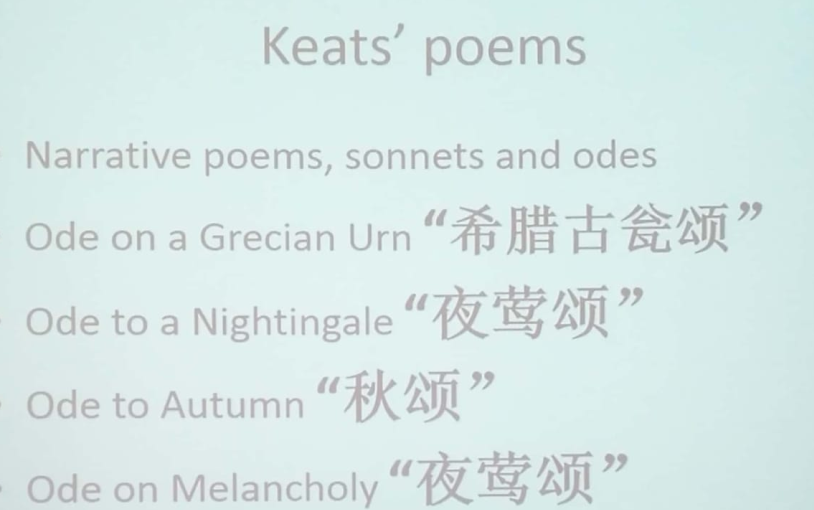 Keats’ poems
Narrative poems, sonnets and odes
Ode on a Grecian Urn “希腊古瓮颂”
Ode to a Nightingale “夜莺颂”
Ode to Autumn “秋颂”
Ode on Melancholy “夜莺颂”